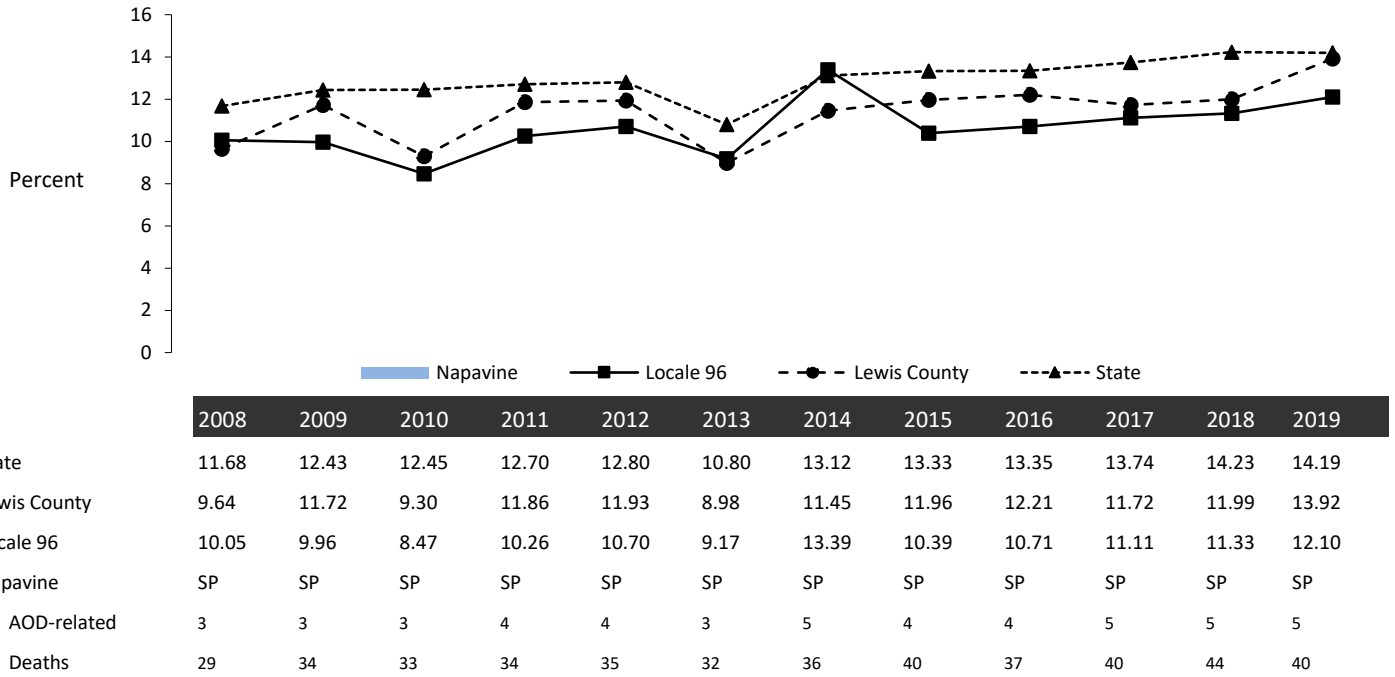 16
14
12
10
8
6
4
2
0
Percent
Napavine Locale 96 Lewis County State
2008 2009 2010 2011 2012 2013 2014 2015 2016 2017 2018 2019
ate 11.68 12.43 12.45 12.70 12.80 10.80 13.12 13.33 13.35 13.74 14.23 14.19
wis County 9.64 11.72 9.30 11.86 11.93 8.98 11.45 11.96 12.21 11.72 11.99 13.92
cale 96 10.05 9.96 8.47 10.26 10.70 9.17 13.39 10.39 10.71 11.11 11.33 12.10
pavine SP SP SP SP SP SP SP SP SP SP SP SP
AOD-related 3 3 3 4 4 3 5 4 4 5 5 5
Deaths 29 34 33 34 35 32 36 40 37 40 44 40